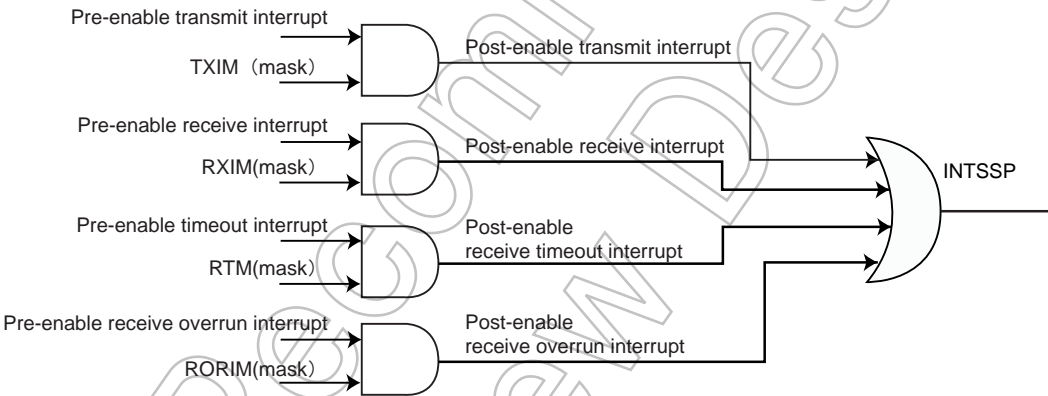 Pre-enable transmit interrupt
TXIM （mask）
Post-enable transmit interrupt
Pre-enable receive interrupt
RXIM(mask）
Post-enable receive interrupt
INTSSP
Pre-enable timeout interrupt
RTM(mask）
Post-enable
receive timeout interrupt
Pre-enable receive overrun interrupt
RORIM(mask）
Post-enable
receive overrun interrupt